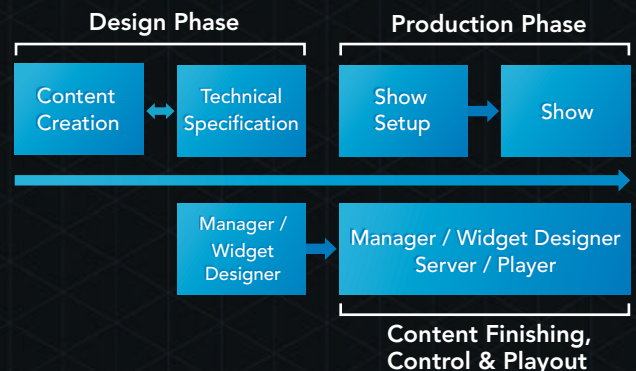 Design Phase
Production Phase
Content
Creation
Technical
Specification
Show
Setup
Show
Manager /
Widget
Designer
Manager / Widget Designer
Server / Player
Content Finishing,
Control & Playout